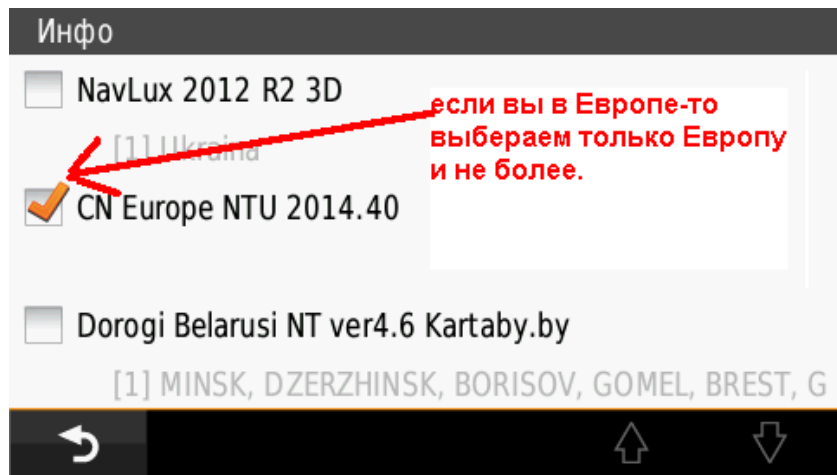 Инфо
NavLux 2012 R2 3D
если вы в Европе-то
выбераем только Европу
и не более.
[1] Ukraina
CN Europe NTU 2014.40
Dorogi Belarusi NT ver4.6 Kartaby.by
[1] MINSK, DZERZHINSK, BORISOV, GOMEL, BREST, G